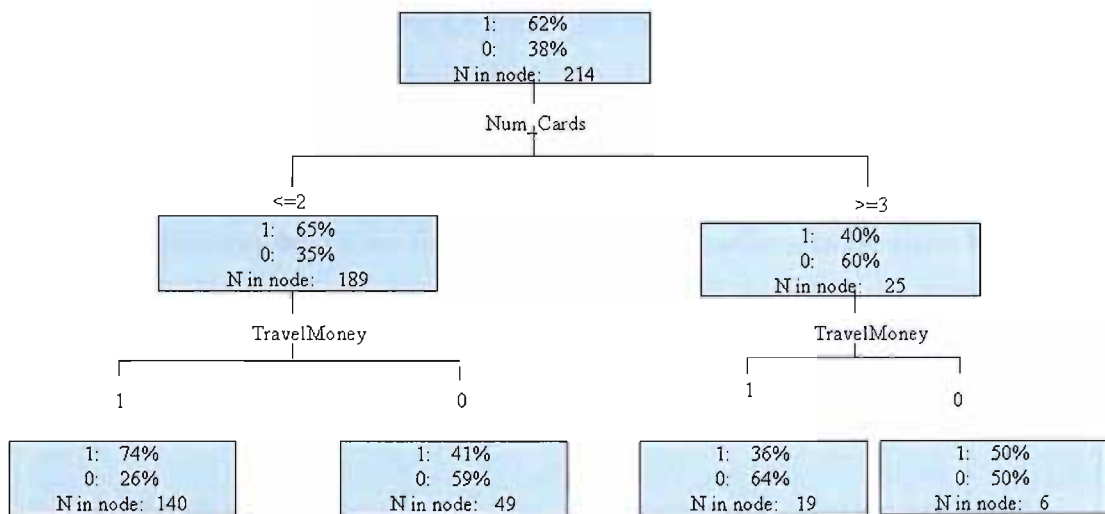 1: 62%
0: 38%
N in node: 214
Num_Cards
<=2
>=3
1: 65%
0: 35%
N in node: 189
1: 40%
0: 60%
N in node: 25
TravelMoney
TravelMoney
1
0
1
0
1: 74%
0: 26%
N in node: 140
1: 41%
0: 59%
N in node: 49
1: 36%
0: 64%
N in node: 19
1: 50%
0: 50%
N in node: 6